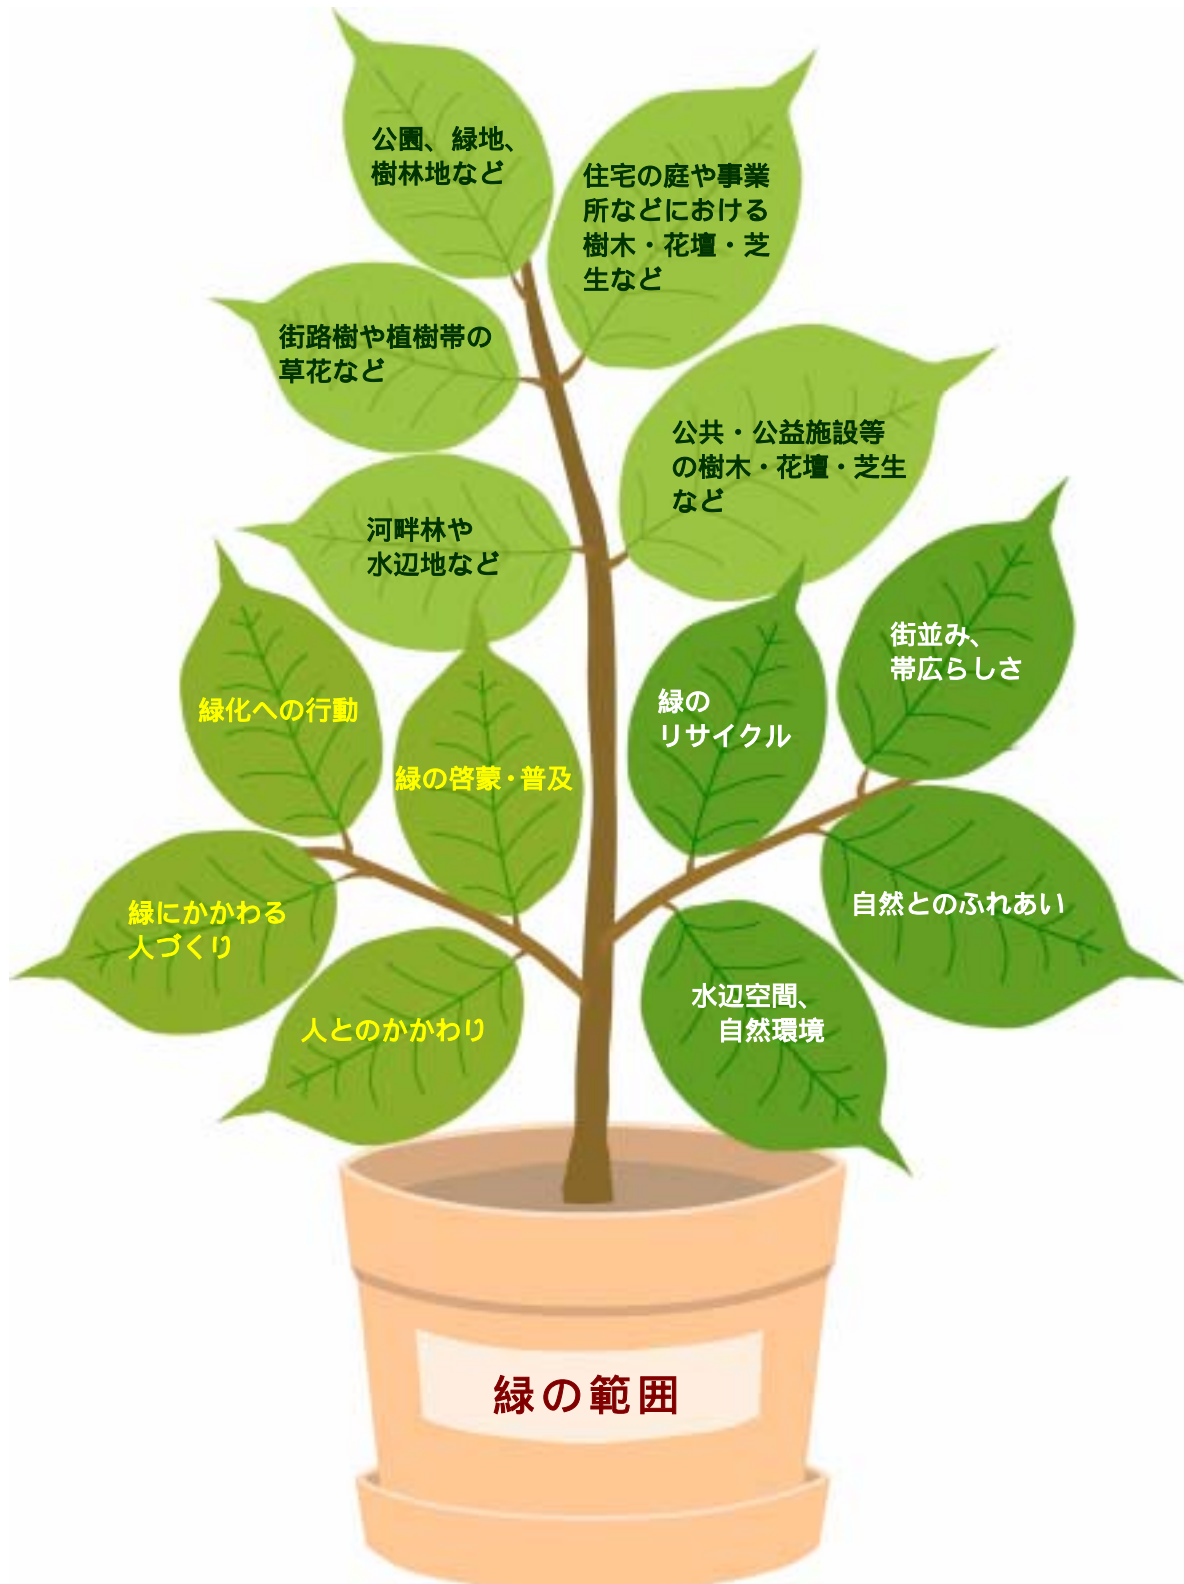 公園、緑地、
樹林地など
住宅の庭や事業
所などにおける
樹木・花壇・芝
生など
街路樹や植樹帯の
草花など
公共・公益施設等
の樹木・花壇・芝生
など
河畔林や
水辺地など
街並み、
帯広らしさ
緑の
リサイクル
緑化への行動
緑の啓蒙・普及
自然とのふれあい
緑にかかわる
人づくり
水辺空間、
自然環境
人とのかかわり
緑の範囲